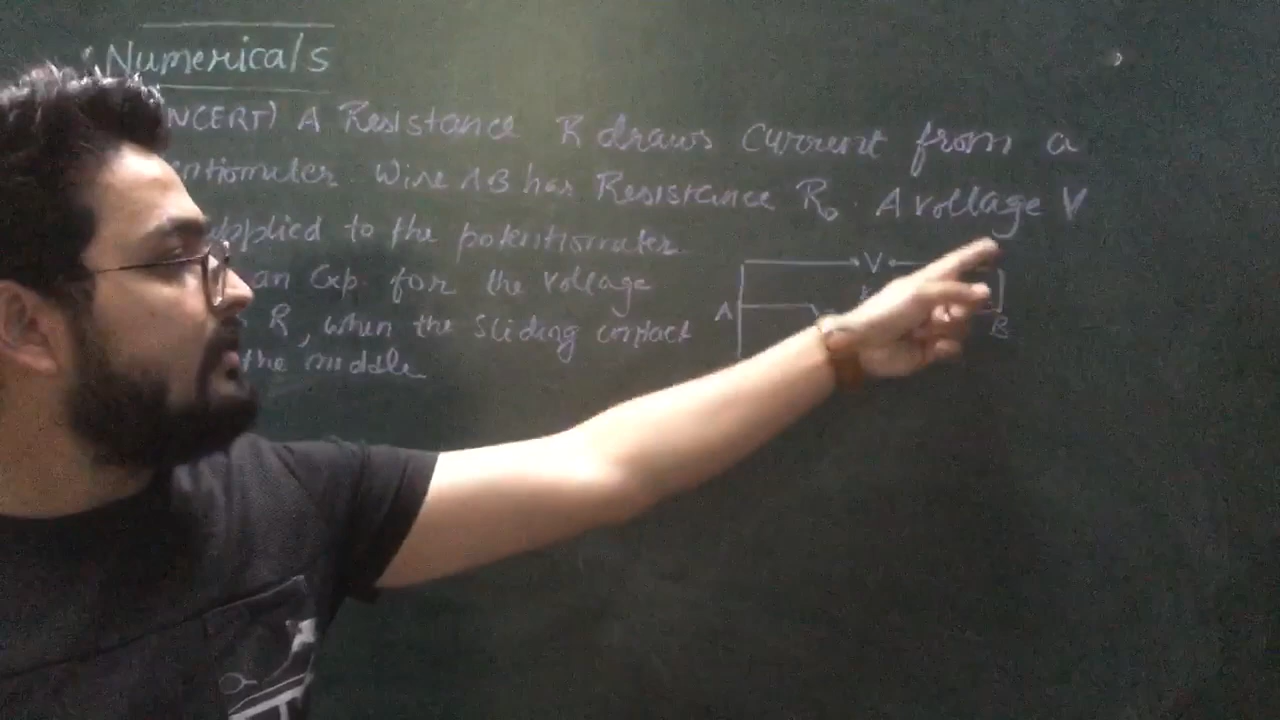 Numericals
NCERT) A Resistance R draws Current from a
ntiometer. Wire AB has Resistance R₀. A voltage V
applied to the potentiometer
an Exp. for the voltage
R, when the sliding contact
the middle
V
A
B